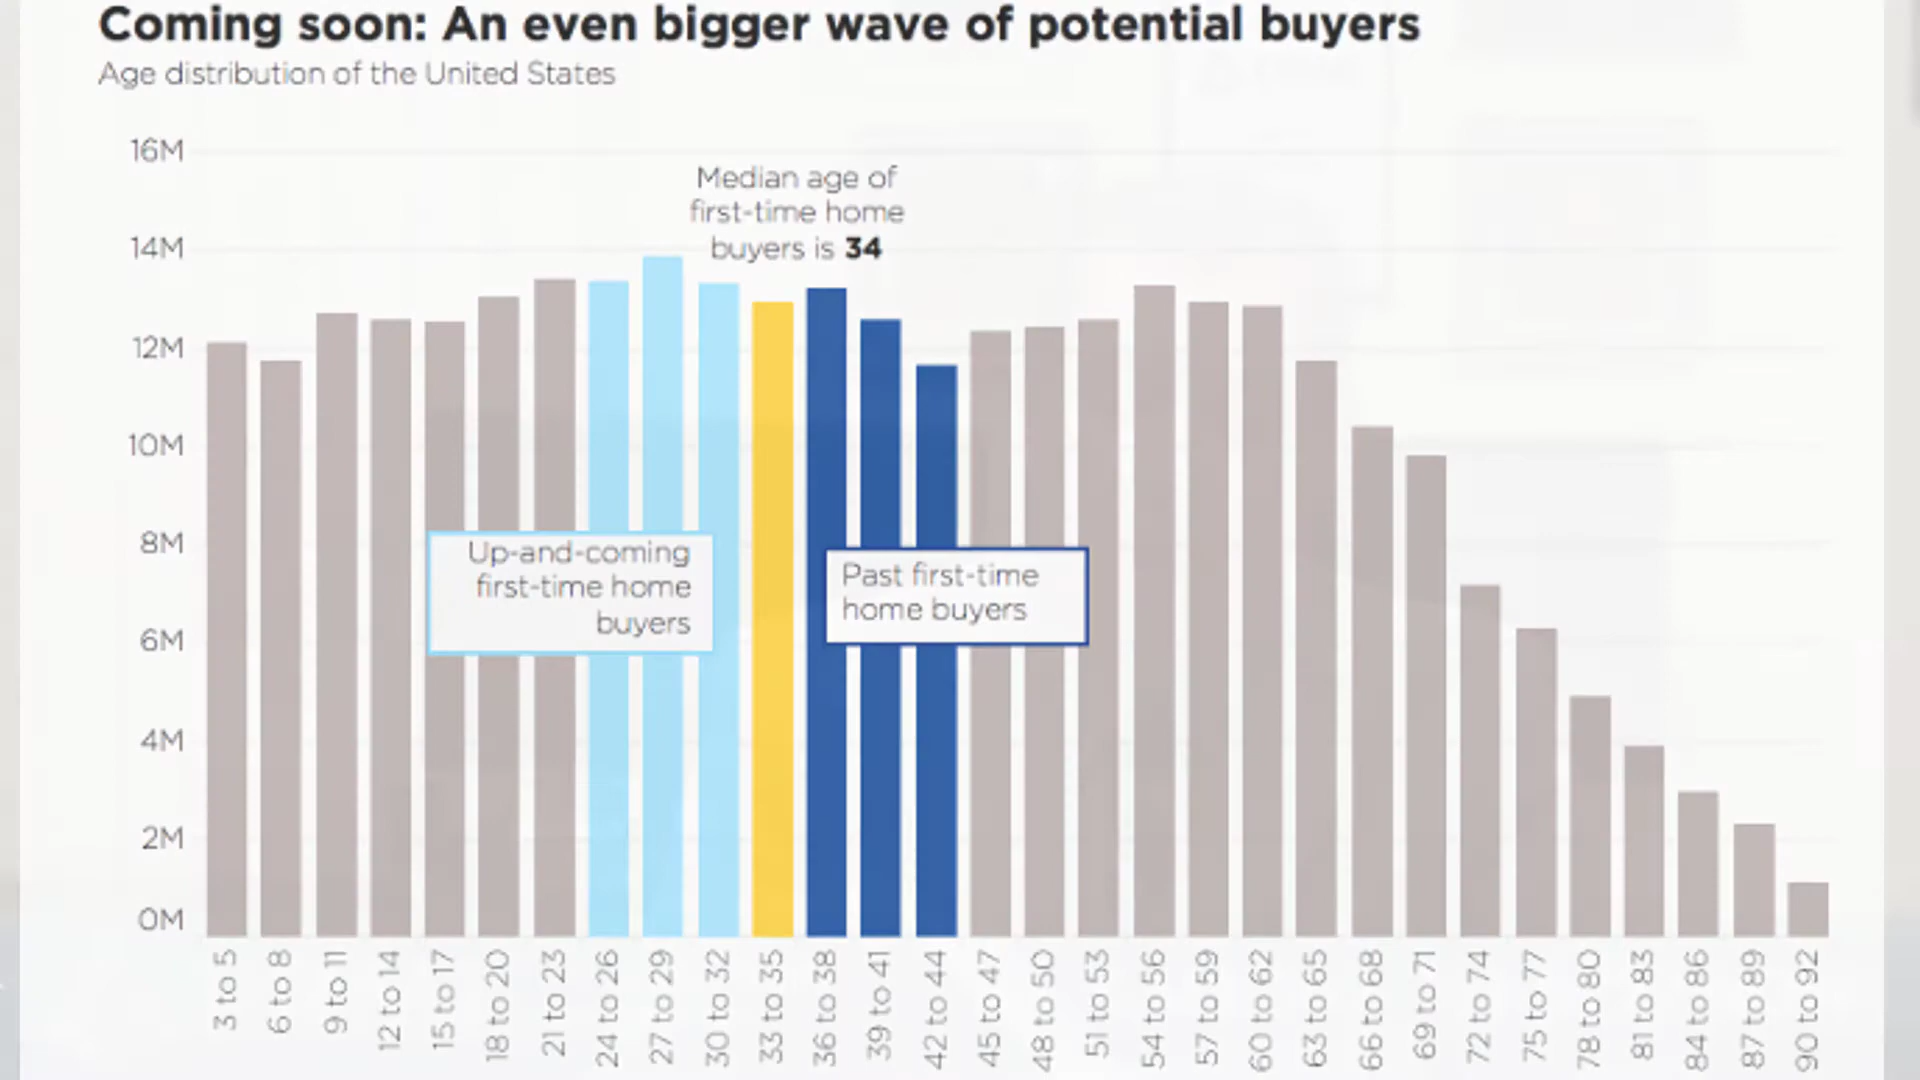 Coming soon: An even bigger wave of potential buyers
Age distribution of the United States
16M
Median age of
first-time home
buyers is 34
14M
12M
10M
8M
6M
4M
2M
0M
Up-and-coming
first-time home
buyers
Past first-time
home buyers
3 to 5
6 to 8
9 to 11
12 to 14
15 to 17
18 to 20
21 to 23
24 to 26
27 to 29
30 to 32
33 to 35
36 to 38
39 to 41
42 to 44
45 to 47
48 to 50
51 to 53
54 to 56
57 to 59
60 to 62
63 to 65
66 to 68
69 to 71
72 to 74
75 to 77
78 to 80
81 to 83
84 to 86
87 to 89
90 to 92